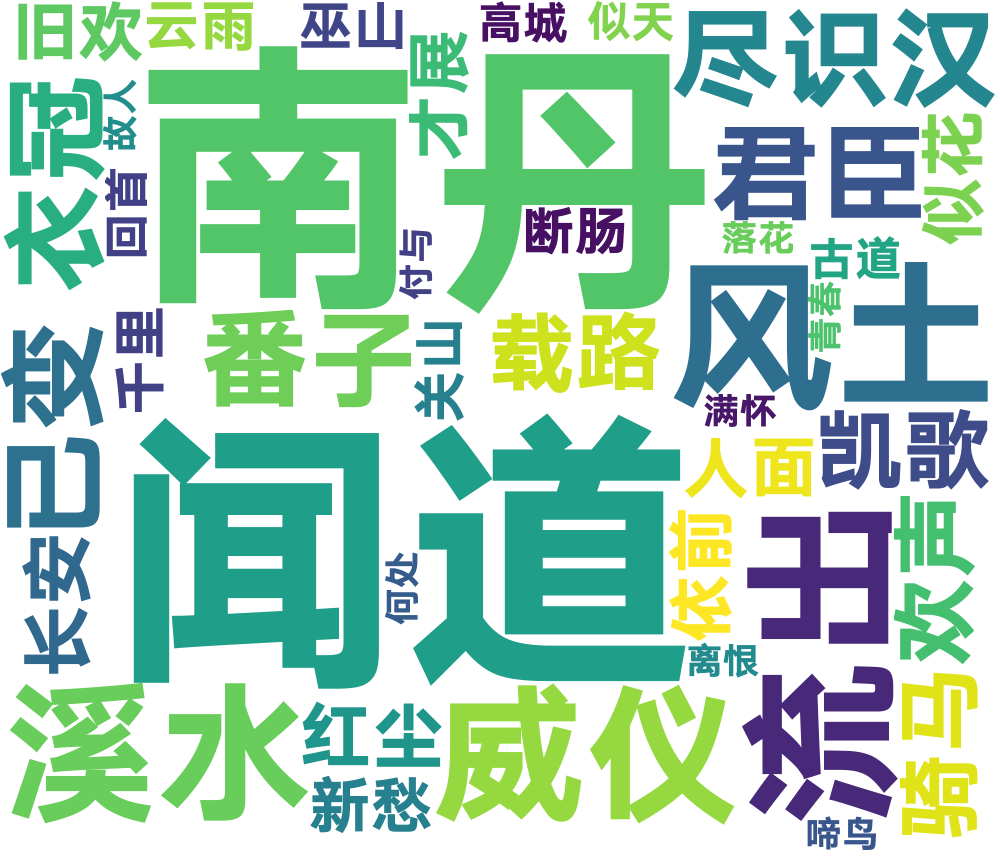 旧欢
云雨
巫山
高城
似天
尽识汉
衣冠
故人
南丹
才展
君臣
似花
回首
断肠
落花
付与
古道
风土
青春
已变
千里
番子
关山
载路
满怀
凯歌
闻道
人面
长安
何处
依前
流出
欢声
离恨
溪水
红尘
新愁
威仪
骑马
啼鸟